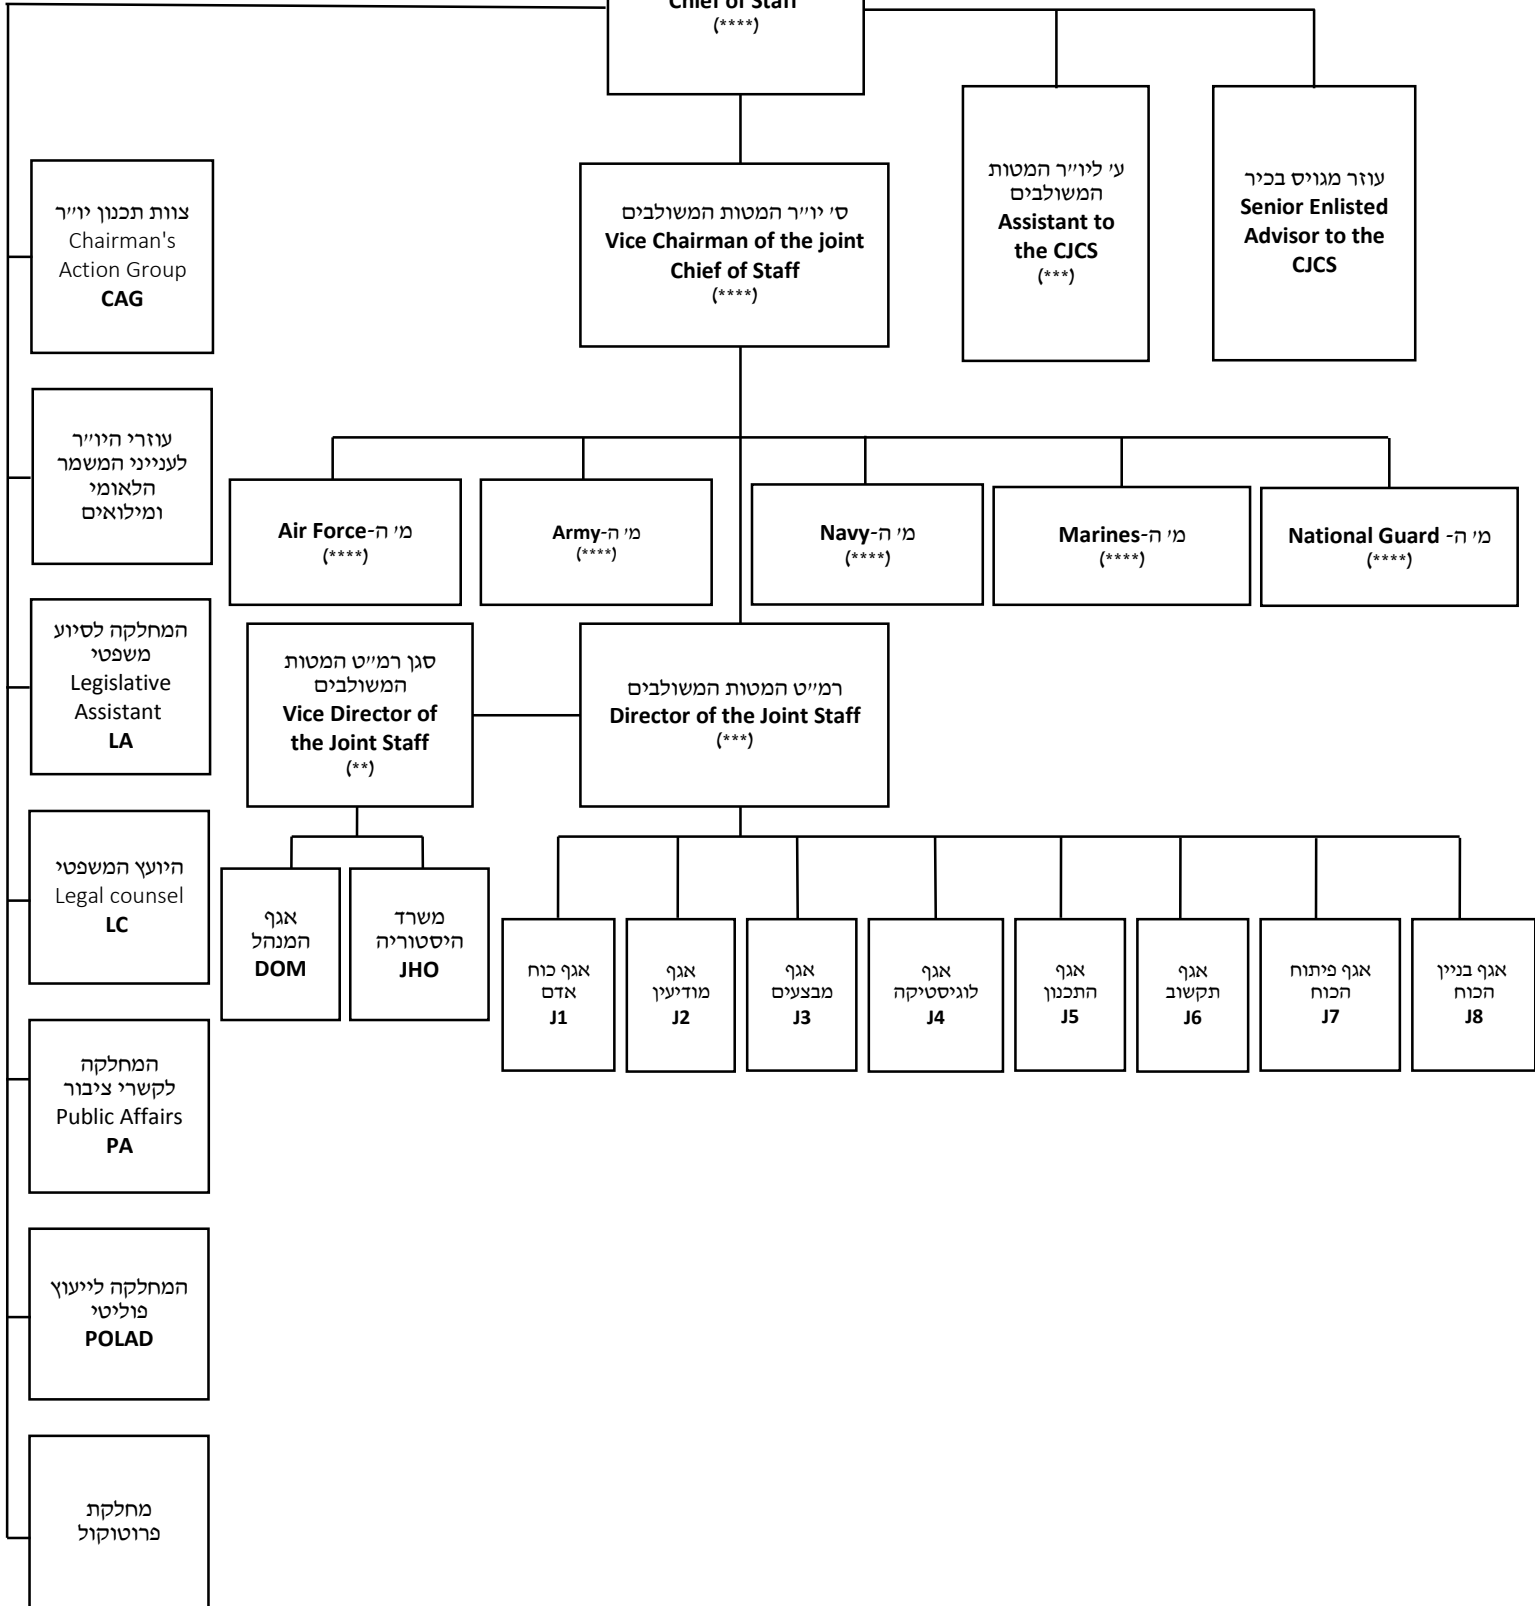 Chief of Staff
(****)
ע' ליו"ר המטות
המשולבים
Assistant to
the CJCS
(***)
עוזר מגויס בכיר
Senior Enlisted
Advisor to the
CJCS
צוות תכנון יו"ר
Chairman's
Action Group
CAG
ס' יו"ר המטות המשולבים
Vice Chairman of the joint
Chief of Staff
(****)
עוזרי היו"ר
לענייני המשמר
הלאומי
ומילואים
מי ה-Air Force
(****)
מי ה-Army
(****)
מי ה-Navy
(****)
מי ה-Marines
(****)
מי ה- National Guard
(****)
המחלקה לסיוע
משפטי
Legislative
Assistant
LA
סגן רמ"ט המטות
המשולבים
Vice Director of
the Joint Staff
(**)
רמ"ט המטות המשולבים
Director of the Joint Staff
(***)
היועץ המשפטי
Legal counsel
LC
אגף
המנהל
DOM
משרד
היסטוריה
JHO
אגף כוח
אדם
J1
אגף
מודיעין
J2
אגף
מבצעים
J3
אגף
לוגיסטיקה
J4
אגף
התכנון
J5
אגף
תקשוב
J6
אגף פיתוח
הכוח
J7
אגף בניין
הכוח
J8
המחלקה
לקשרי ציבור
Public Affairs
PA
המחלקה לייעוץ
פוליטי
POLAD
מחלקת
פרוטוקול